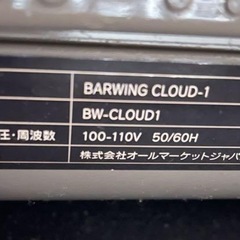 BARWING CLOUD-1
BW-CLOUD1
圧・周波数 100-110V 50/60H
株式会社オールマーケットジャパ